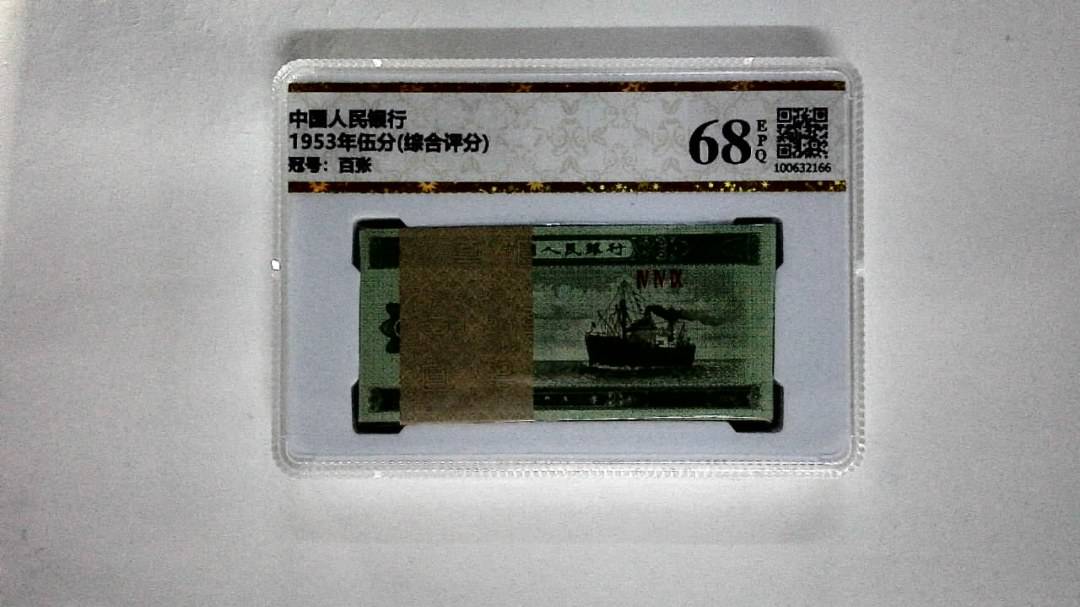 中国人民银行
1953年伍分(综合评分)
冠号：百张
68
EPQ
100632166
人民银行
IV IV IX